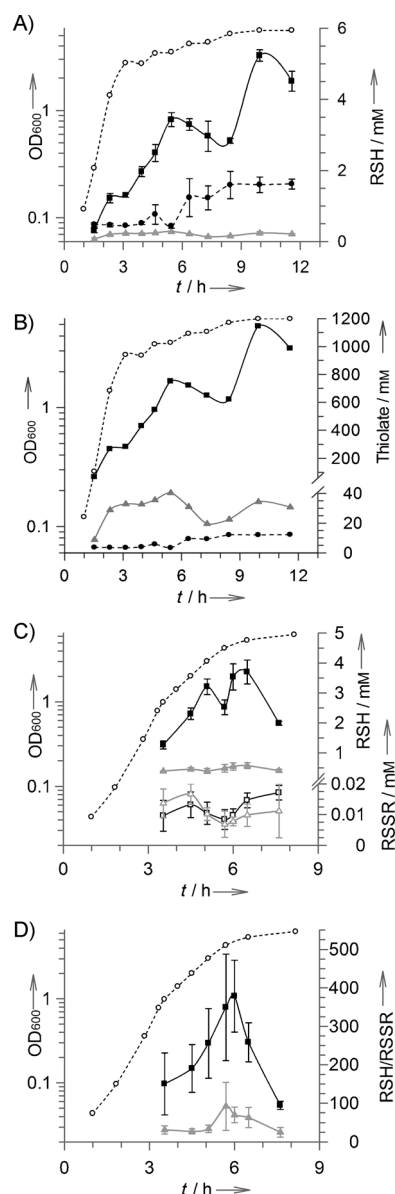 A)
OD600
1
0.1
6
5
4
3
2
1
0
RSH / mM
0 3 6 9 12
t / h
B)
OD600
1
0.1
1200
1000
800
600
400
200
40
20
0
Thiolate / mM
0 3 6 9 12
t / h
C)
OD600
1
0.1
5
4
3
2
1
0.02
0.01
0
RSH / mM
RSSR / mM
0 3 6 9
t / h
D)
OD600
1
0.1
500
400
300
200
100
0
RSH/RSSR
0 3 6 9
t / h